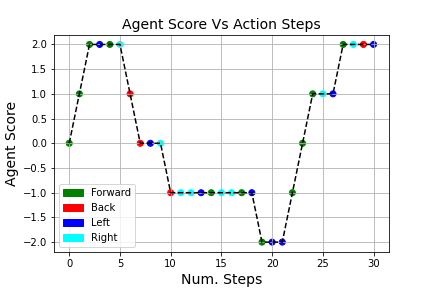 Agent Score Vs Action Steps
Agent Score
2.0
1.5
1.0
0.5
0.0
−0.5
−1.0
−1.5
−2.0
Forward
Back
Left
Right
0 5 10 15 20 25 30
Num. Steps